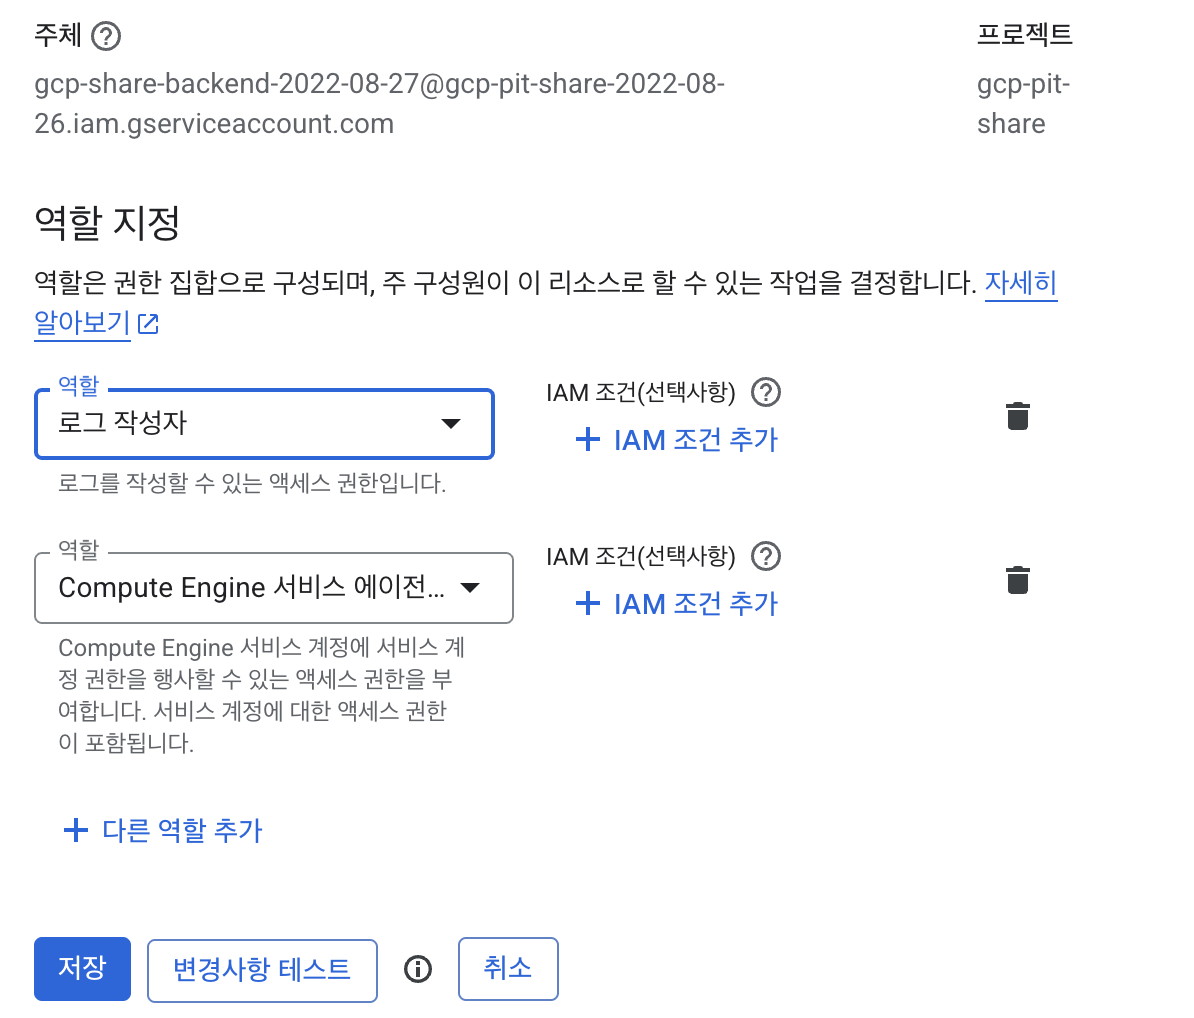 주체
프로젝트
gcp-share-backend-2022-08-27@gcp-pit-share-2022-08-
26.iam.gserviceaccount.com
gcp-pit-
share
역할 지정
역할은 권한 집합으로 구성되며, 주 구성원이 이 리소스로 할 수 있는 작업을 결정합니다. 자세히
알아보기
역할
로그 작성자
IAM 조건(선택사항)
+ IAM 조건 추가
로그를 작성할 수 있는 액세스 권한입니다.
역할
Compute Engine 서비스 에이전...
IAM 조건(선택사항)
+ IAM 조건 추가
Compute Engine 서비스 계정에 서비스 계
정 권한을 행사할 수 있는 액세스 권한을 부
여합니다. 서비스 계정에 대한 액세스 권한
이 포함됩니다.
+ 다른 역할 추가
저장
변경사항 테스트
취소